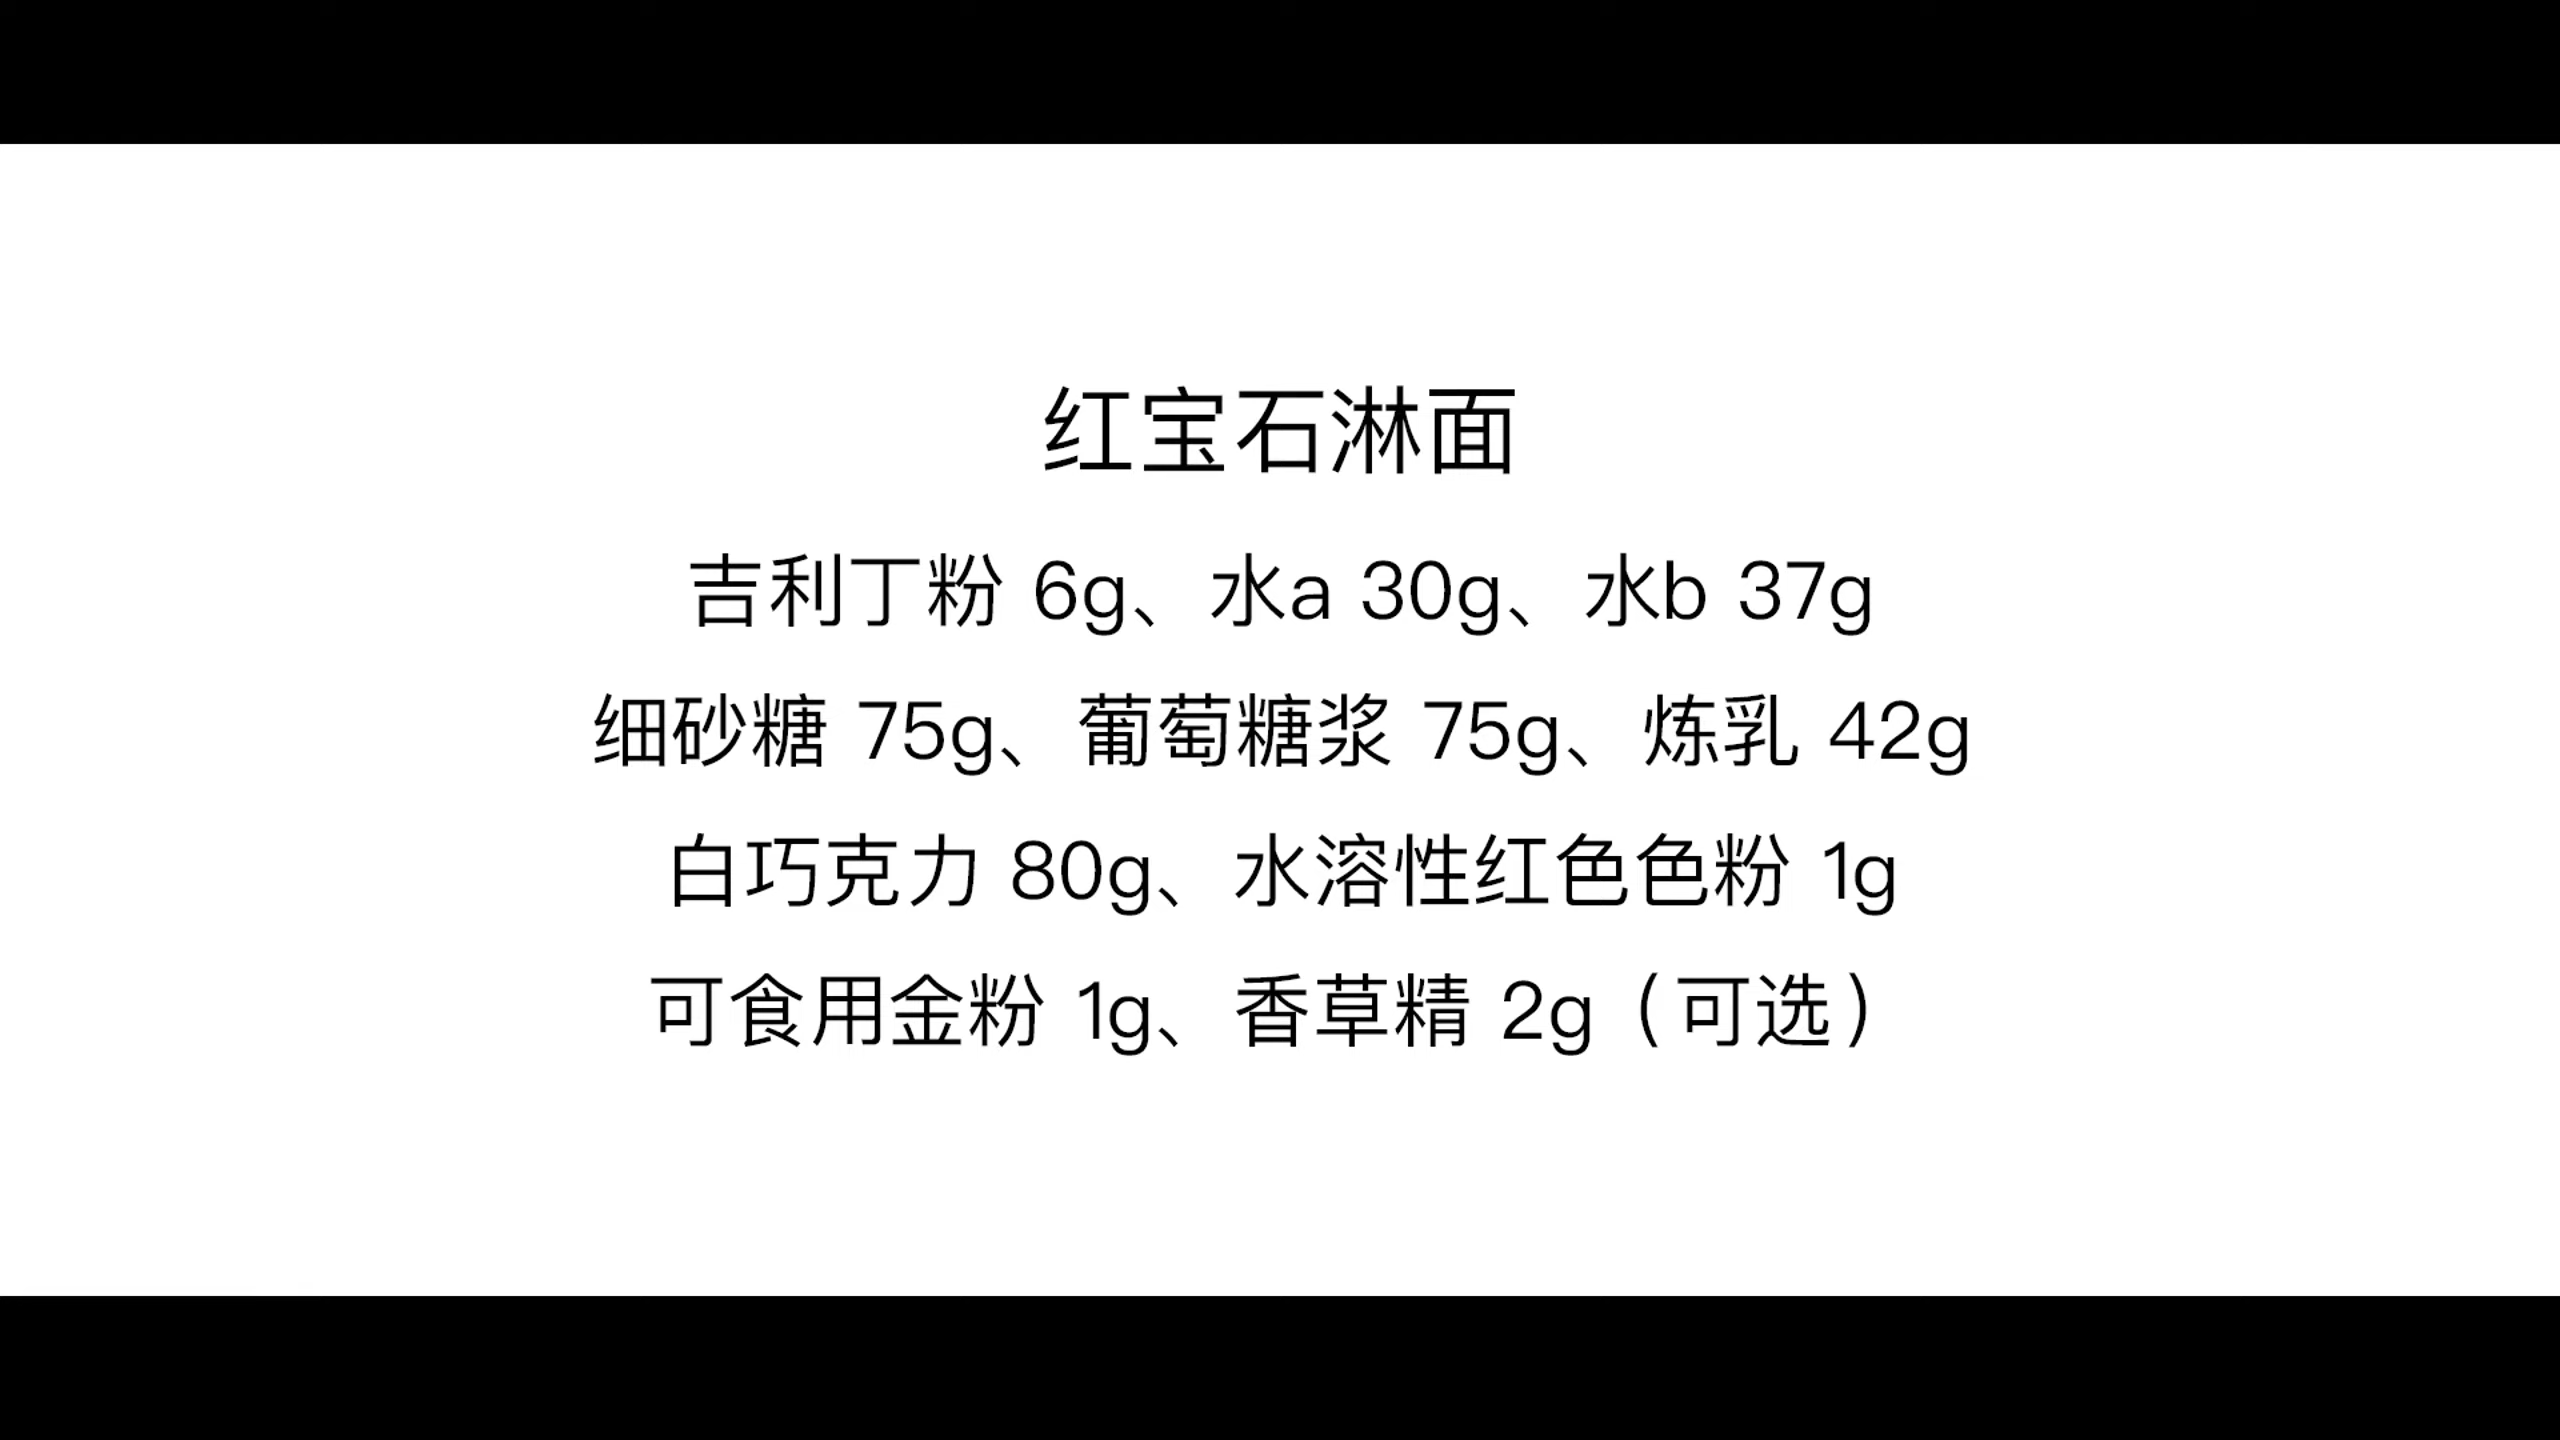 红宝石淋面
吉利丁粉 6g、水a 30g、水b 37g
细砂糖 75g、葡萄糖浆 75g、炼乳 42g
白巧克力 80g、水溶性红色色粉 1g
可食用金粉 1g、香草精 2g（可选）